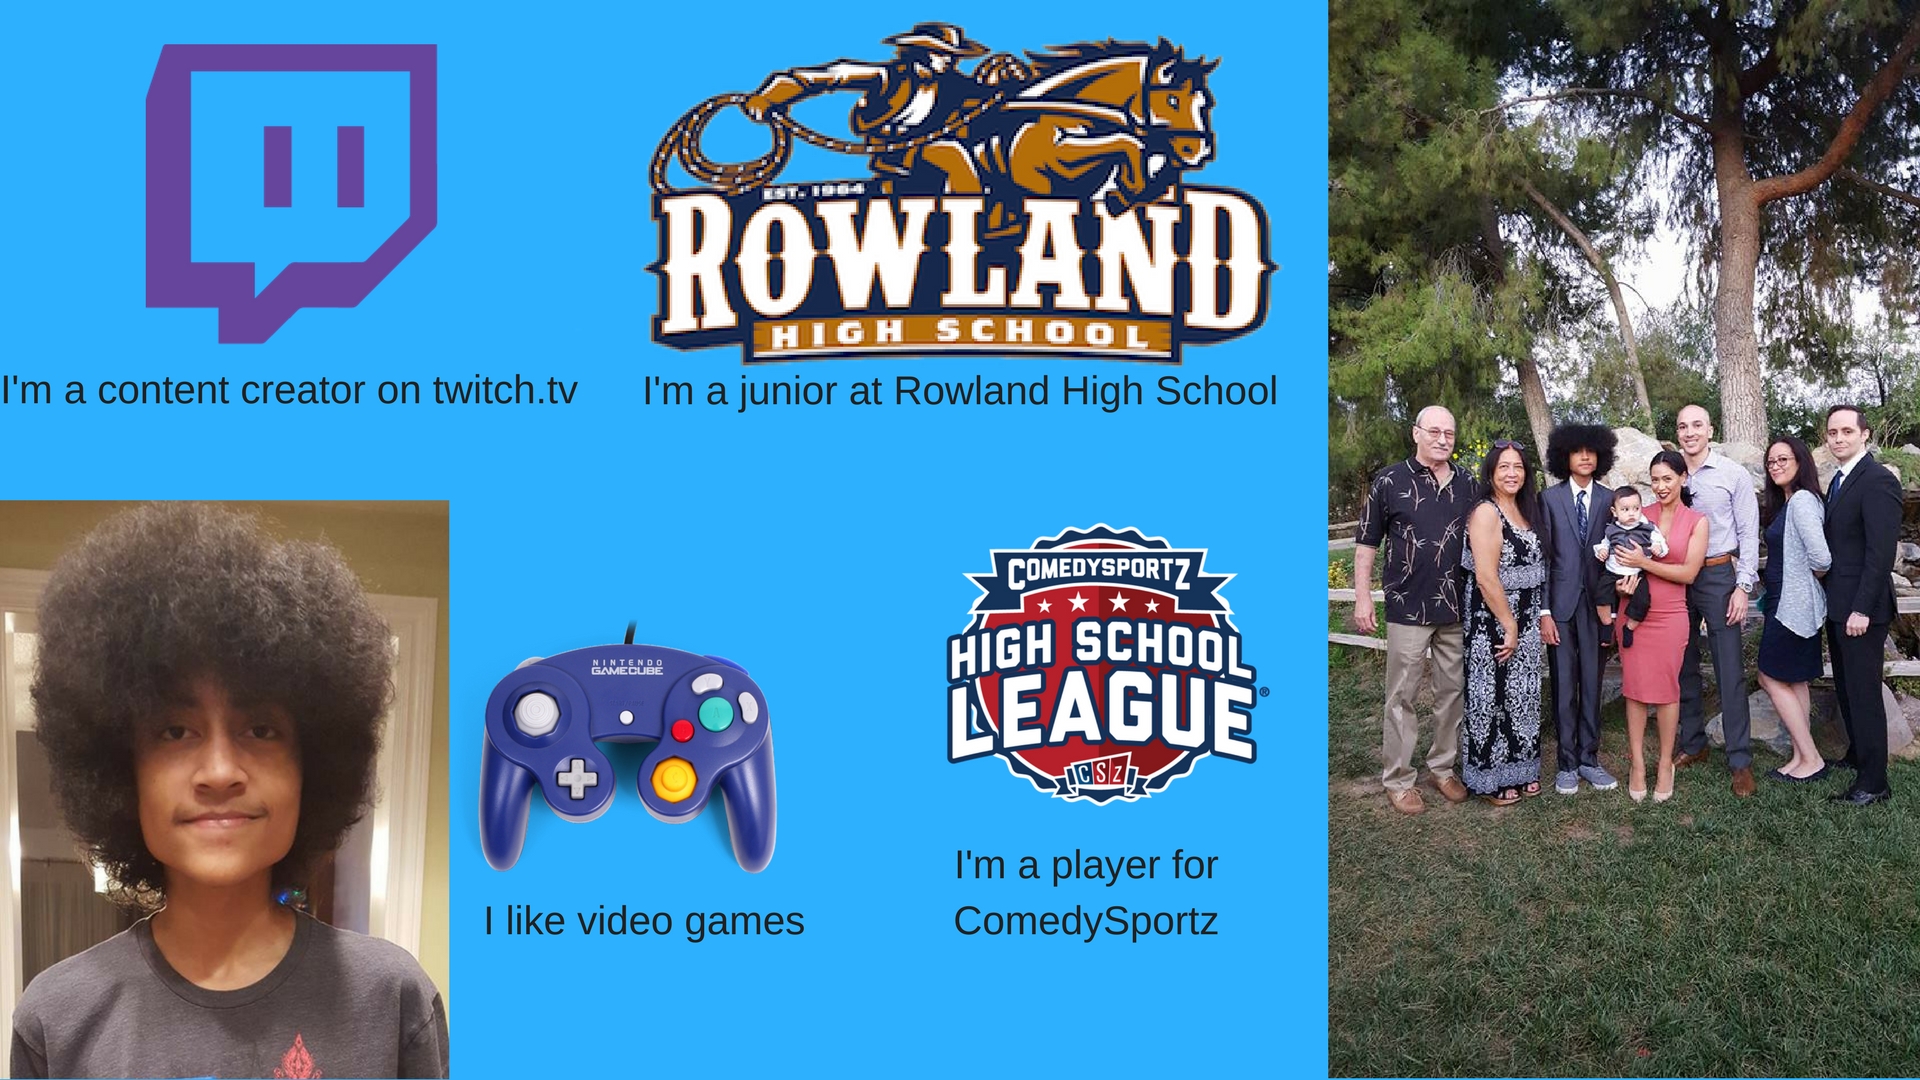 EST. 1964
ROWLAND
HIGH SCHOOL
I'm a content creator on twitch.tv
I'm a junior at Rowland High School
NINTENDO
GAMECUBE
I like video games
COMEDYSPORTZ
HIGH SCHOOL
LEAGUE®
CSZ
I'm a player for
ComedySportz